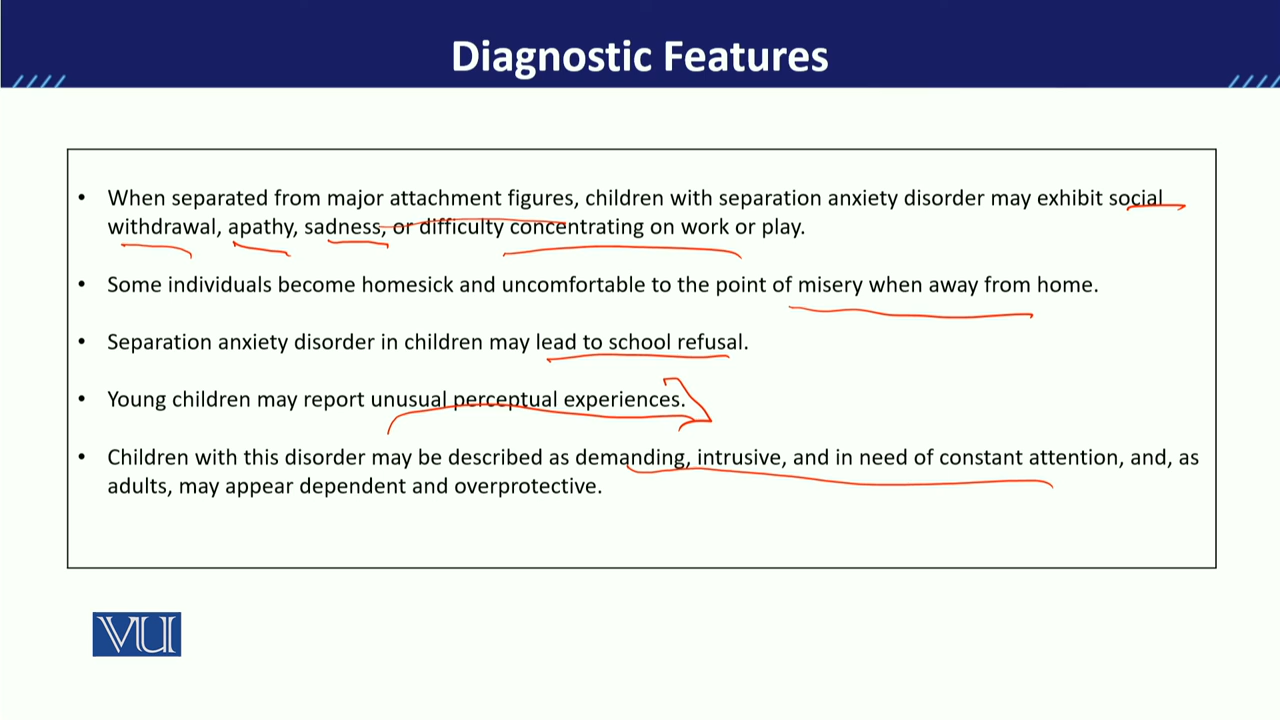 Diagnostic Features
• When separated from major attachment figures, children with separation anxiety disorder may exhibit social
withdrawal, apathy, sadness, or difficulty concentrating on work or play.
• Some individuals become homesick and uncomfortable to the point of misery when away from home.
• Separation anxiety disorder in children may lead to school refusal.
• Young children may report unusual perceptual experiences.
• Children with this disorder may be described as demanding, intrusive, and in need of constant attention, and, as
adults, may appear dependent and overprotective.
VU